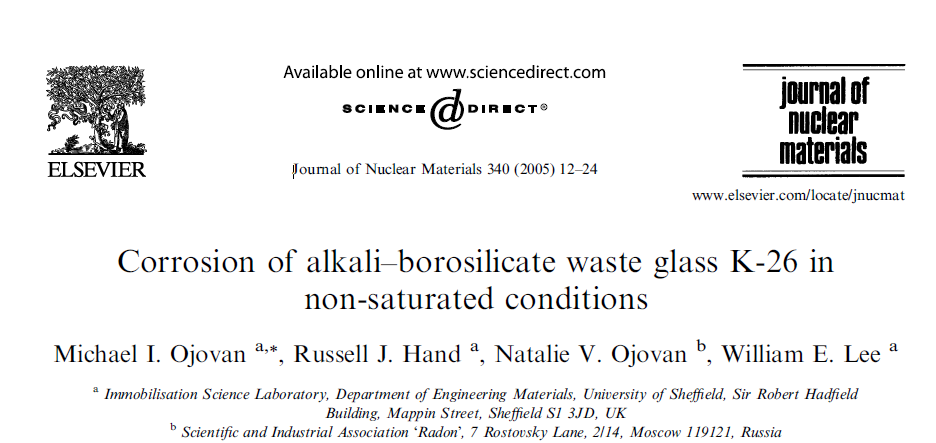 Available online at www.sciencedirect.com
SCIENCE @ DIRECT®
ELSEVIER
Journal of Nuclear Materials 340 (2005) 12–24
journal of
nuclear
materials
www.elsevier.com/locate/jnucmat
Corrosion of alkali–borosilicate waste glass K-26 in
non-saturated conditions
Michael I. Ojovan a,*, Russell J. Hand a, Natalie V. Ojovan b, William E. Lee a
a Immobilisation Science Laboratory, Department of Engineering Materials, University of Sheffield, Sir Robert Hadfield
Building, Mappin Street, Sheffield S1 3JD, UK
b Scientific and Industrial Association ‘Radon’, 7 Rostovsky Lane, 2/14, Moscow 119121, Russia